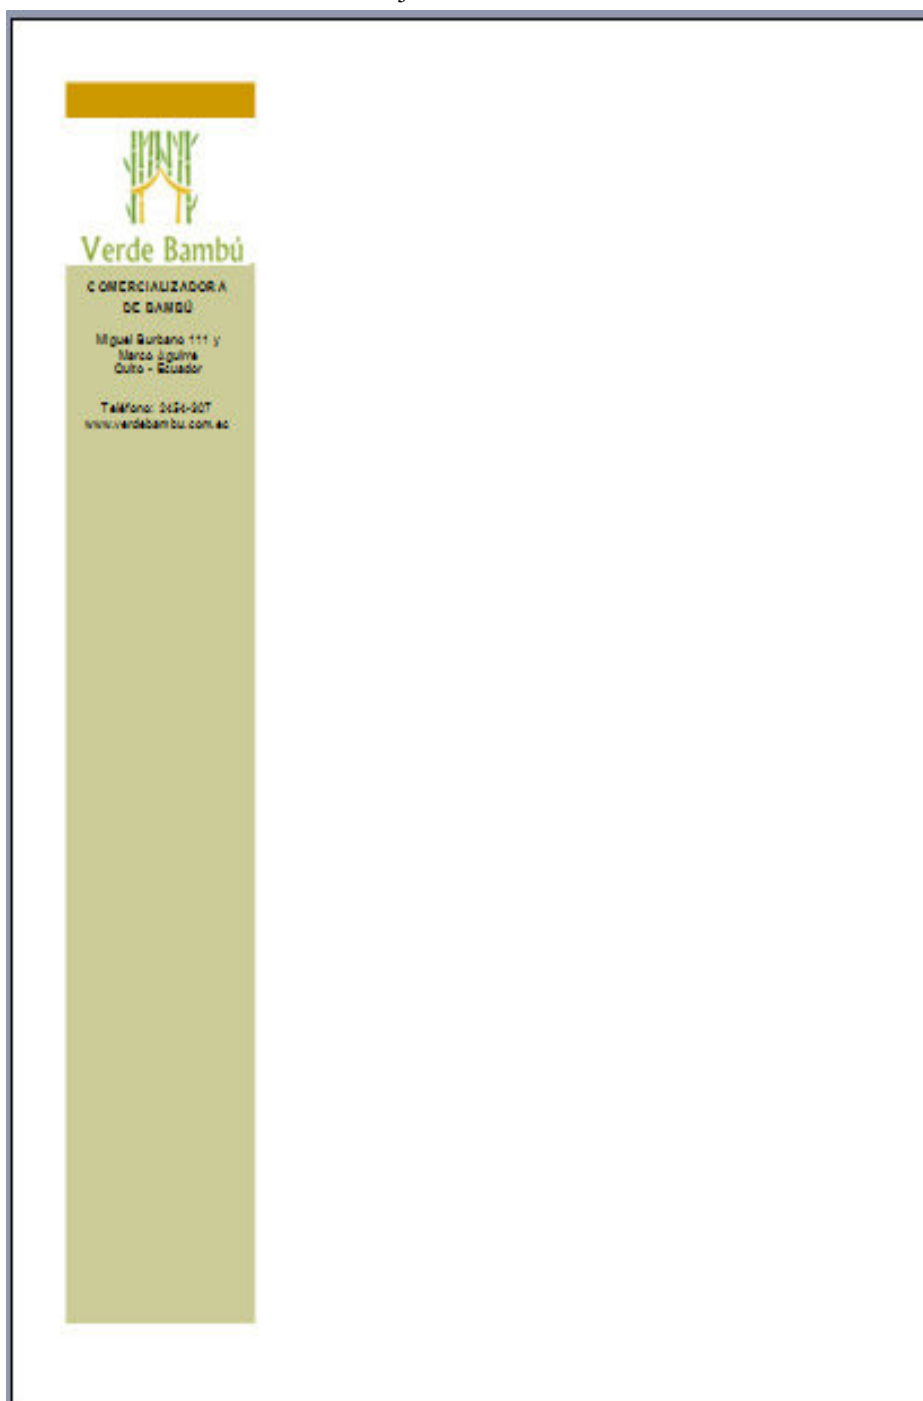 Verde Bambú
COMERCIALIZADORA
DE BAMBÚ
Miguel Burbano 111 y
Marco Aguirre
Quito - Ecuador
Teléfono:
www.verdebambu.com.ec